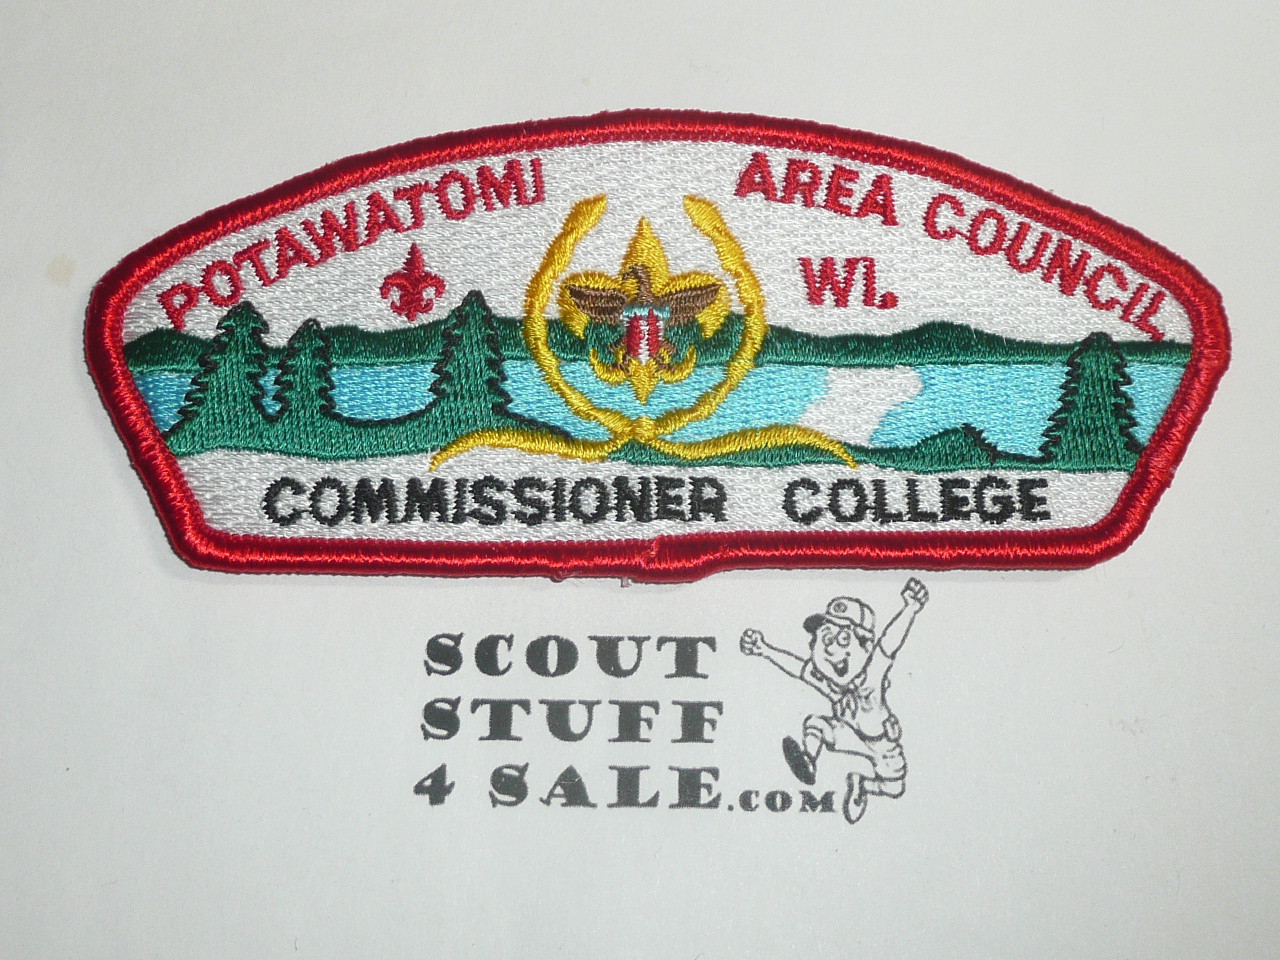 POTAWATOMI AREA COUNCIL
WI.
COMMISSIONER COLLEGE
SCOUT
STUFF
4 SALE.COM